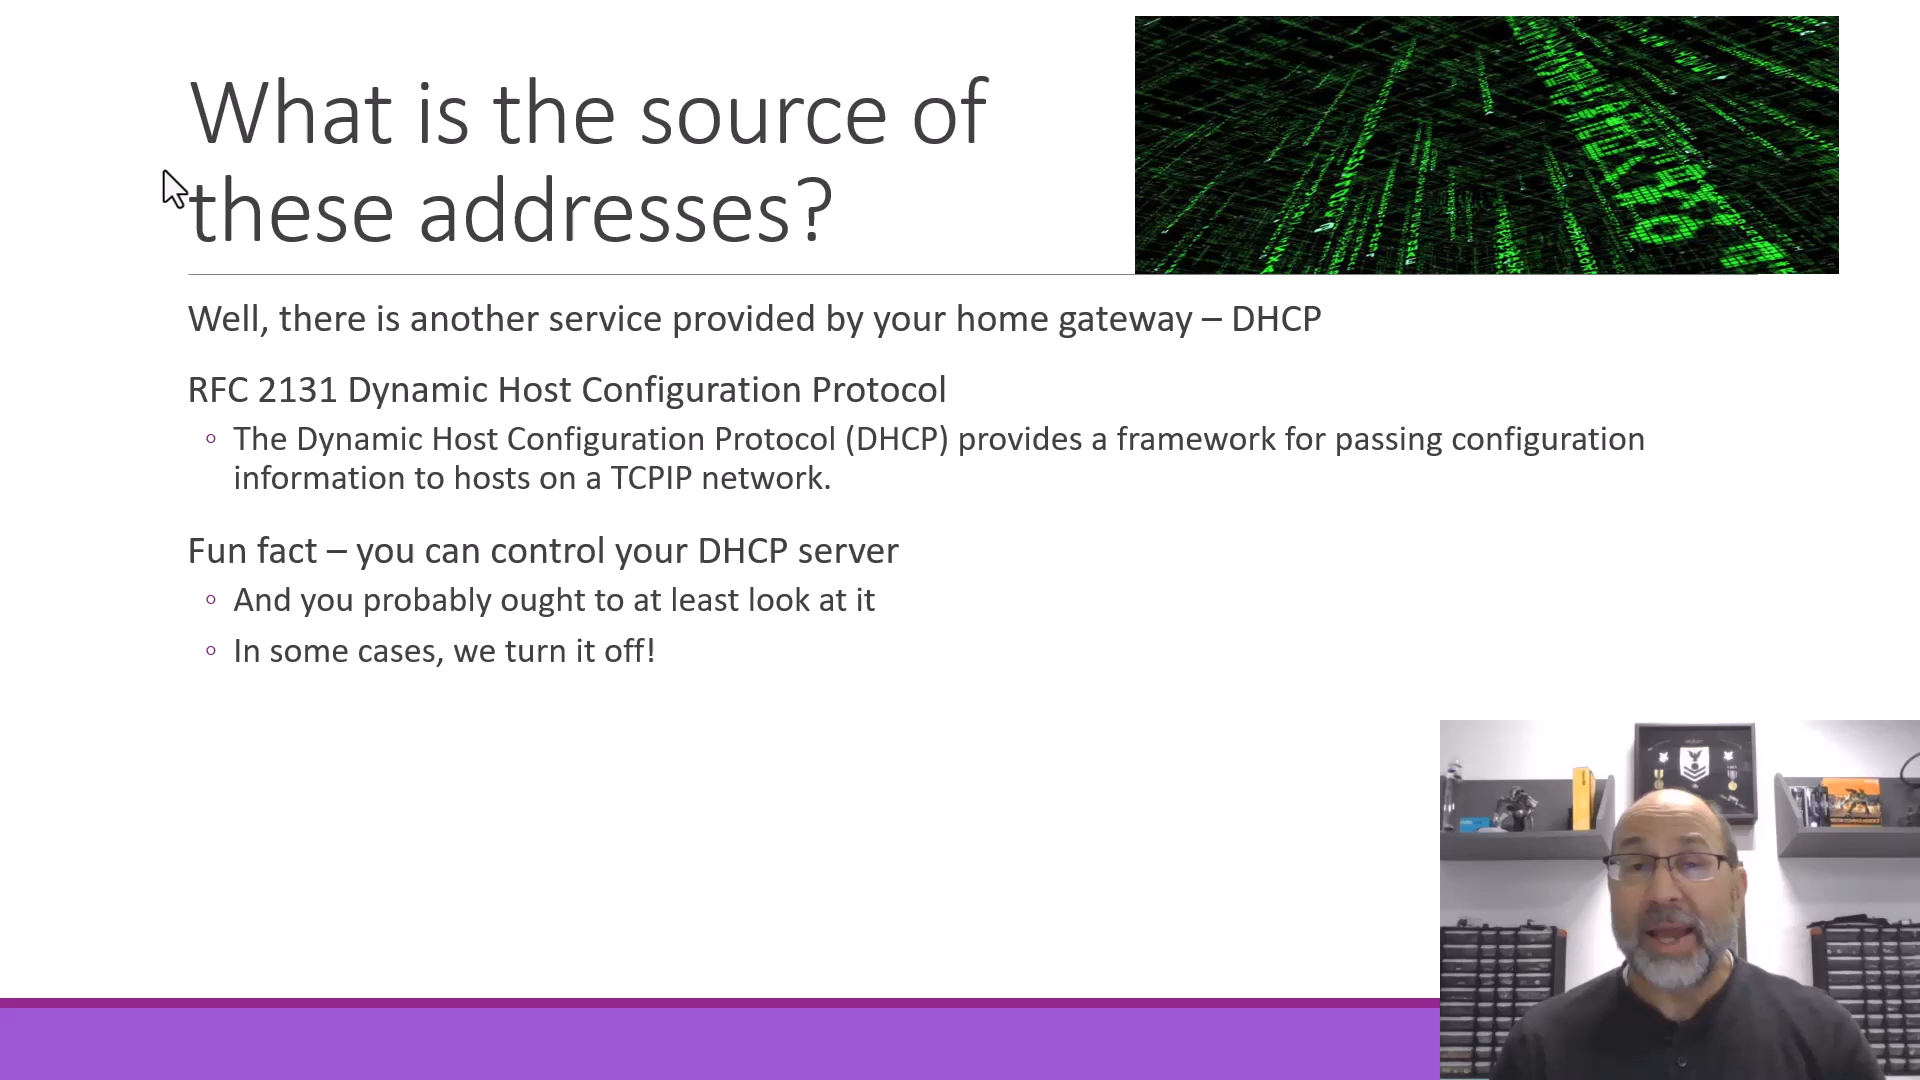 What is the source of
these addresses?
Well, there is another service provided by your home gateway – DHCP
RFC 2131 Dynamic Host Configuration Protocol
◦ The Dynamic Host Configuration Protocol (DHCP) provides a framework for passing configuration
information to hosts on a TCPIP network.
Fun fact – you can control your DHCP server
◦ And you probably ought to at least look at it
◦ In some cases, we turn it off!